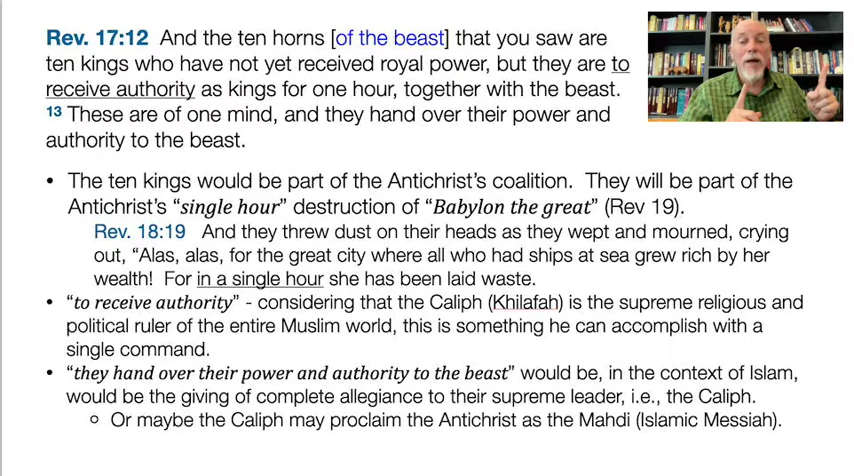 Rev. 17:12 And the ten horns [of the beast] that you saw are
ten kings who have not yet received royal power, but they are to
receive authority as kings for one hour, together with the beast.
13 These are of one mind, and they hand over their power and
authority to the beast.
• The ten kings would be part of the Antichrist's coalition. They will be part of the
Antichrist's "single hour" destruction of "Babylon the great" (Rev 19).
Rev. 18:19 And they threw dust on their heads as they wept and mourned, crying
out, "Alas, alas, for the great city where all who had ships at sea grew rich by her
wealth! For in a single hour she has been laid waste.
• "to receive authority" - considering that the Caliph (Khilafah) is the supreme religious and
political ruler of the entire Muslim world, this is something he can accomplish with a
single command.
• "they hand over their power and authority to the beast" would be, in the context of Islam,
would be the giving of complete allegiance to their supreme leader, i.e., the Caliph.
○ Or maybe the Caliph may proclaim the Antichrist as the Mahdi (Islamic Messiah).